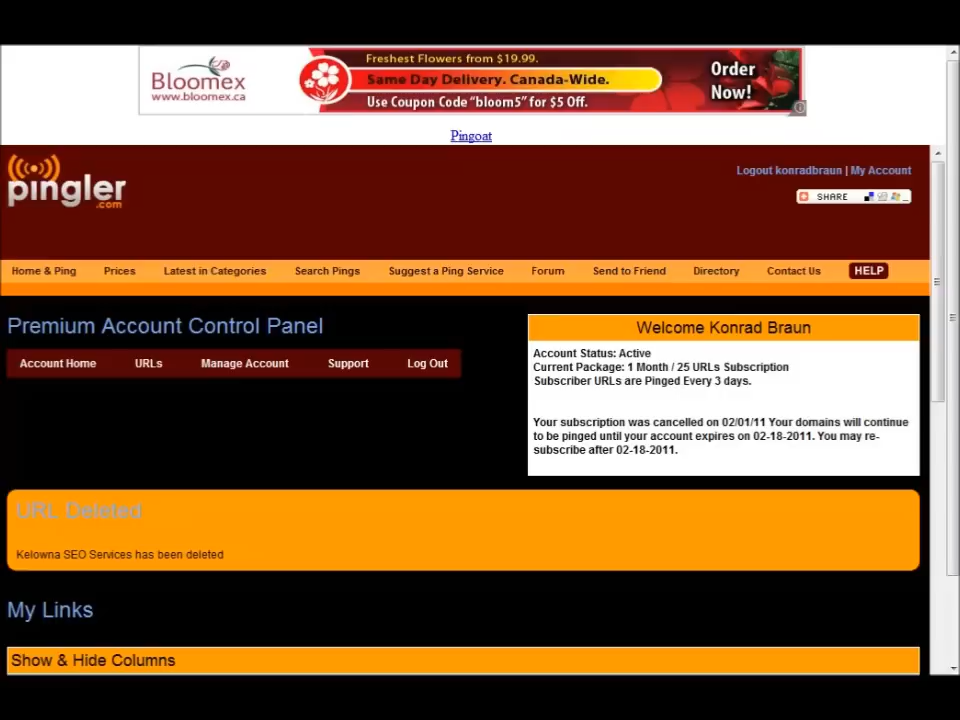 Bloomex
www.bloomex.ca
Freshest Flowers from $19.99.
Same Day Delivery. Canada-Wide.
Use Coupon Code "bloom5" for $5 Off.
Order
Now!
Pingoat
pingler
.com
Logout konradbraun | My Account
SHARE
Home & Ping Prices Latest in Categories Search Pings Suggest a Ping Service Forum Send to Friend Directory Contact Us HELP
Premium Account Control Panel
Account Home URLs Manage Account Support Log Out
Welcome Konrad Braun
Account Status: Active
Current Package: 1 Month / 25 URLs Subscription
Subscriber URLs are Pinged Every 3 days.
Your subscription was cancelled on 02/01/11 Your domains will continue
to be pinged until your account expires on 02-18-2011. You may re-
subscribe after 02-18-2011.
URL Deleted
Kelowna SEO Services has been deleted
My Links
Show & Hide Columns